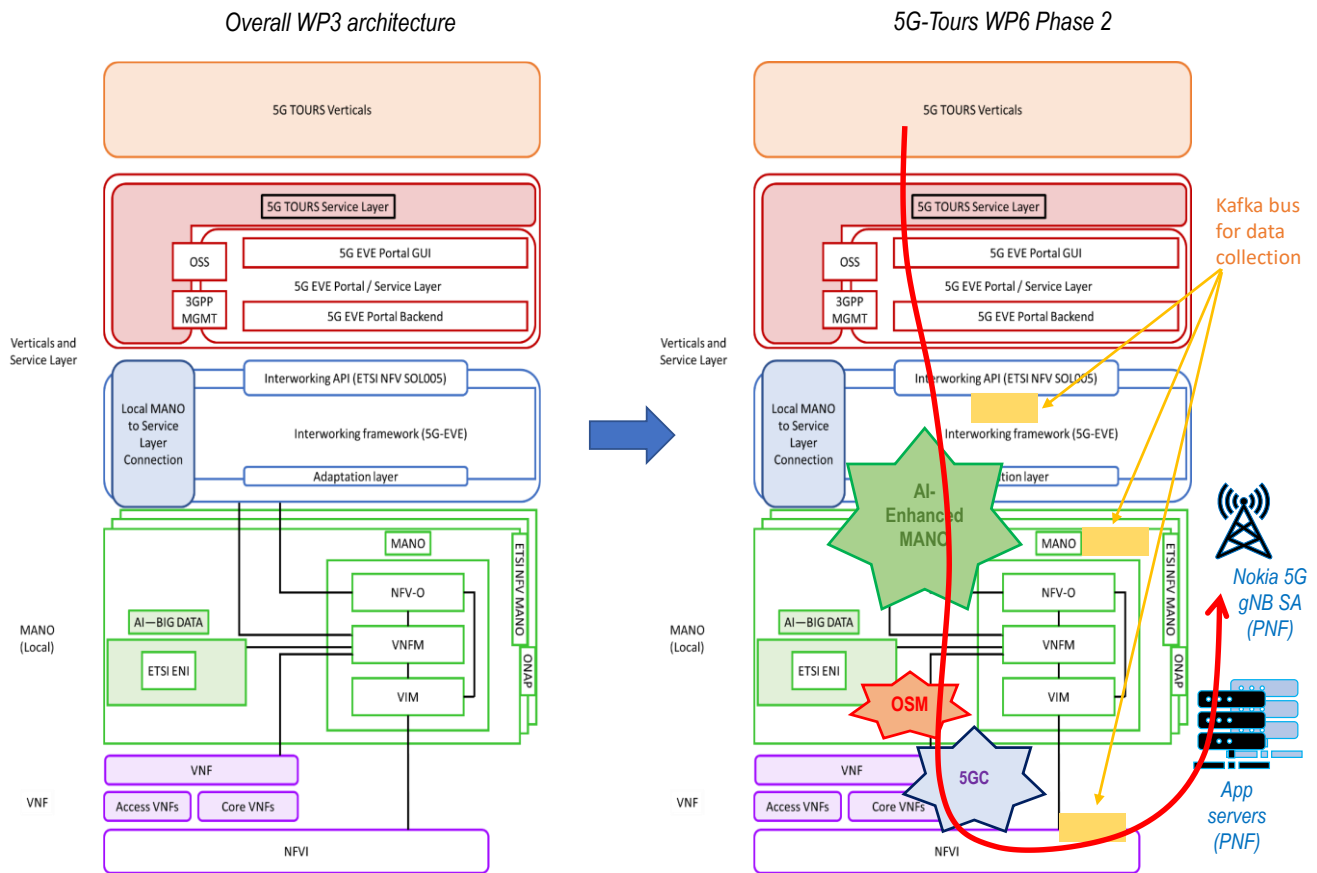 Overall WP3 architecture
5G TOURS Verticals
5G TOURS Service Layer
OSS
5G EVE Portal GUI
5G EVE Portal / Service Layer
3GPP
MGMT
5G EVE Portal Backend
Verticals and
Service Layer
Interworking API (ETSI NFV SOL005)
Local MANO
to Service
Layer
Connection
Interworking framework (5G-EVE)
Adaptation layer
MANO
ETSI NFV MANO
NFV-O
AI—BIG DATA
VNFM
MANO
(Local)
ETSI ENI
ONAP
VIM
VNF
VNF
Access VNFs
Core VNFs
NFVI
5G-Tours WP6 Phase 2
5G TOURS Verticals
5G TOURS Service Layer
Kafka bus
for data
collection
OSS
5G EVE Portal GUI
5G EVE Portal / Service Layer
3GPP
MGMT
5G EVE Portal Backend
Verticals and
Service Layer
Interworking API (ETSI NFV SOL005)
Local MANO
to Service
Layer
Connection
Interworking framework (5G-EVE)
tion layer
AI-
Enhanced
MANO
MANO
ETSI NFV MANO
Nokia 5G
gNB SA
(PNF)
NFV-O
AI—BIG DATA
VNFM
MANO
(Local)
ETSI ENI
ONAP
VIM
OSM
VNF
5GC
VNF
Access VNFs
Core VNFs
App
servers
(PNF)
NFVI